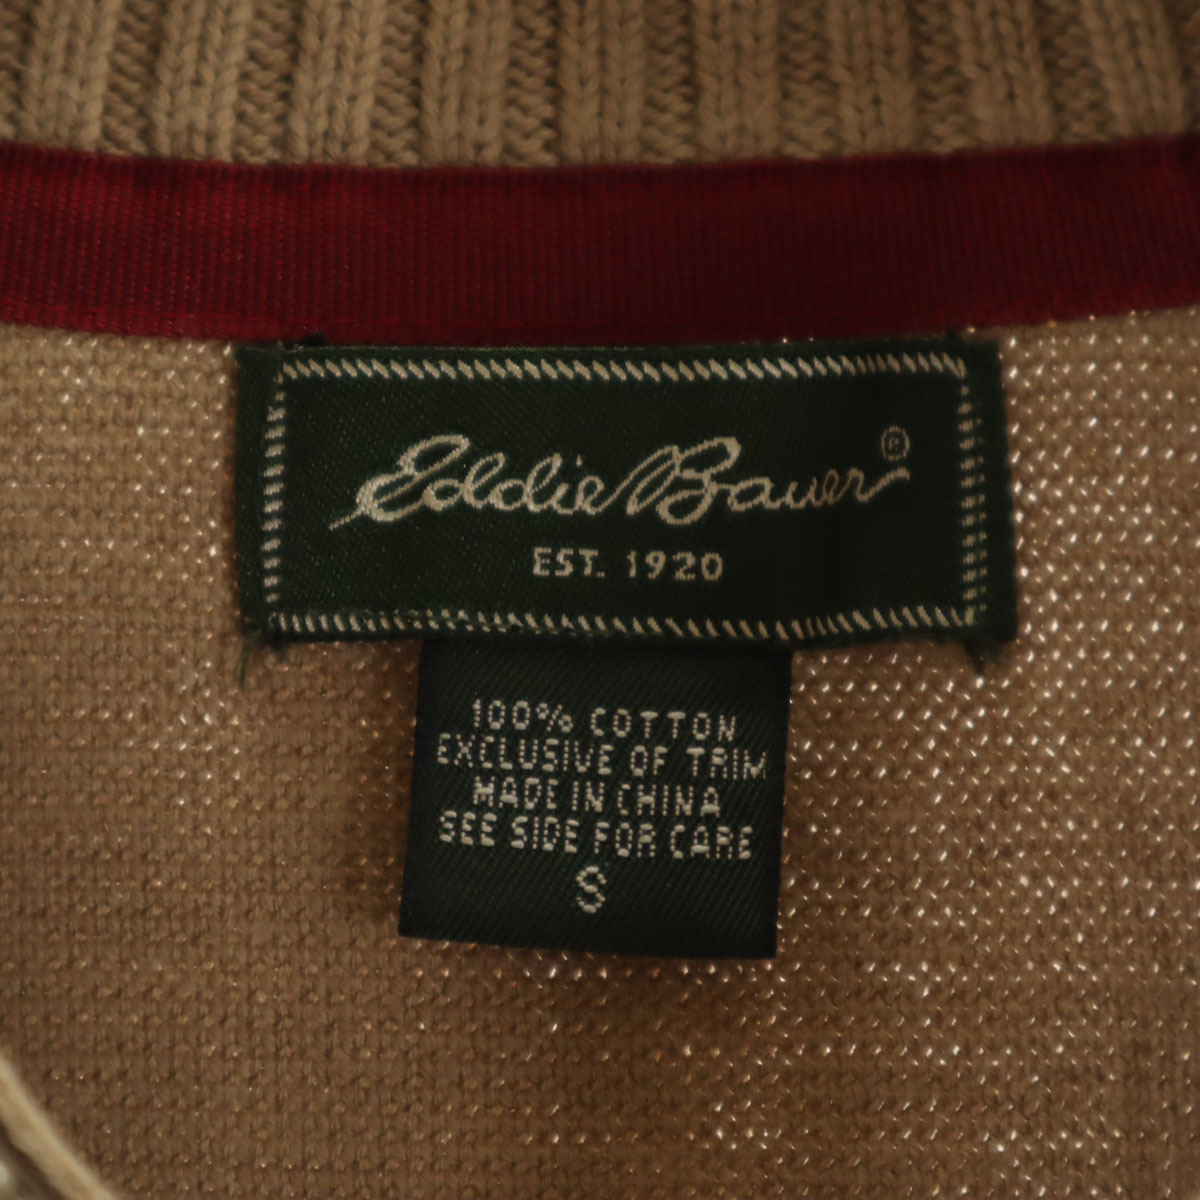 Eddie Bauer®
EST. 1920
100% COTTON
EXCLUSIVE OF TRIM
MADE IN CHINA
SEE SIDE FOR CARE
S